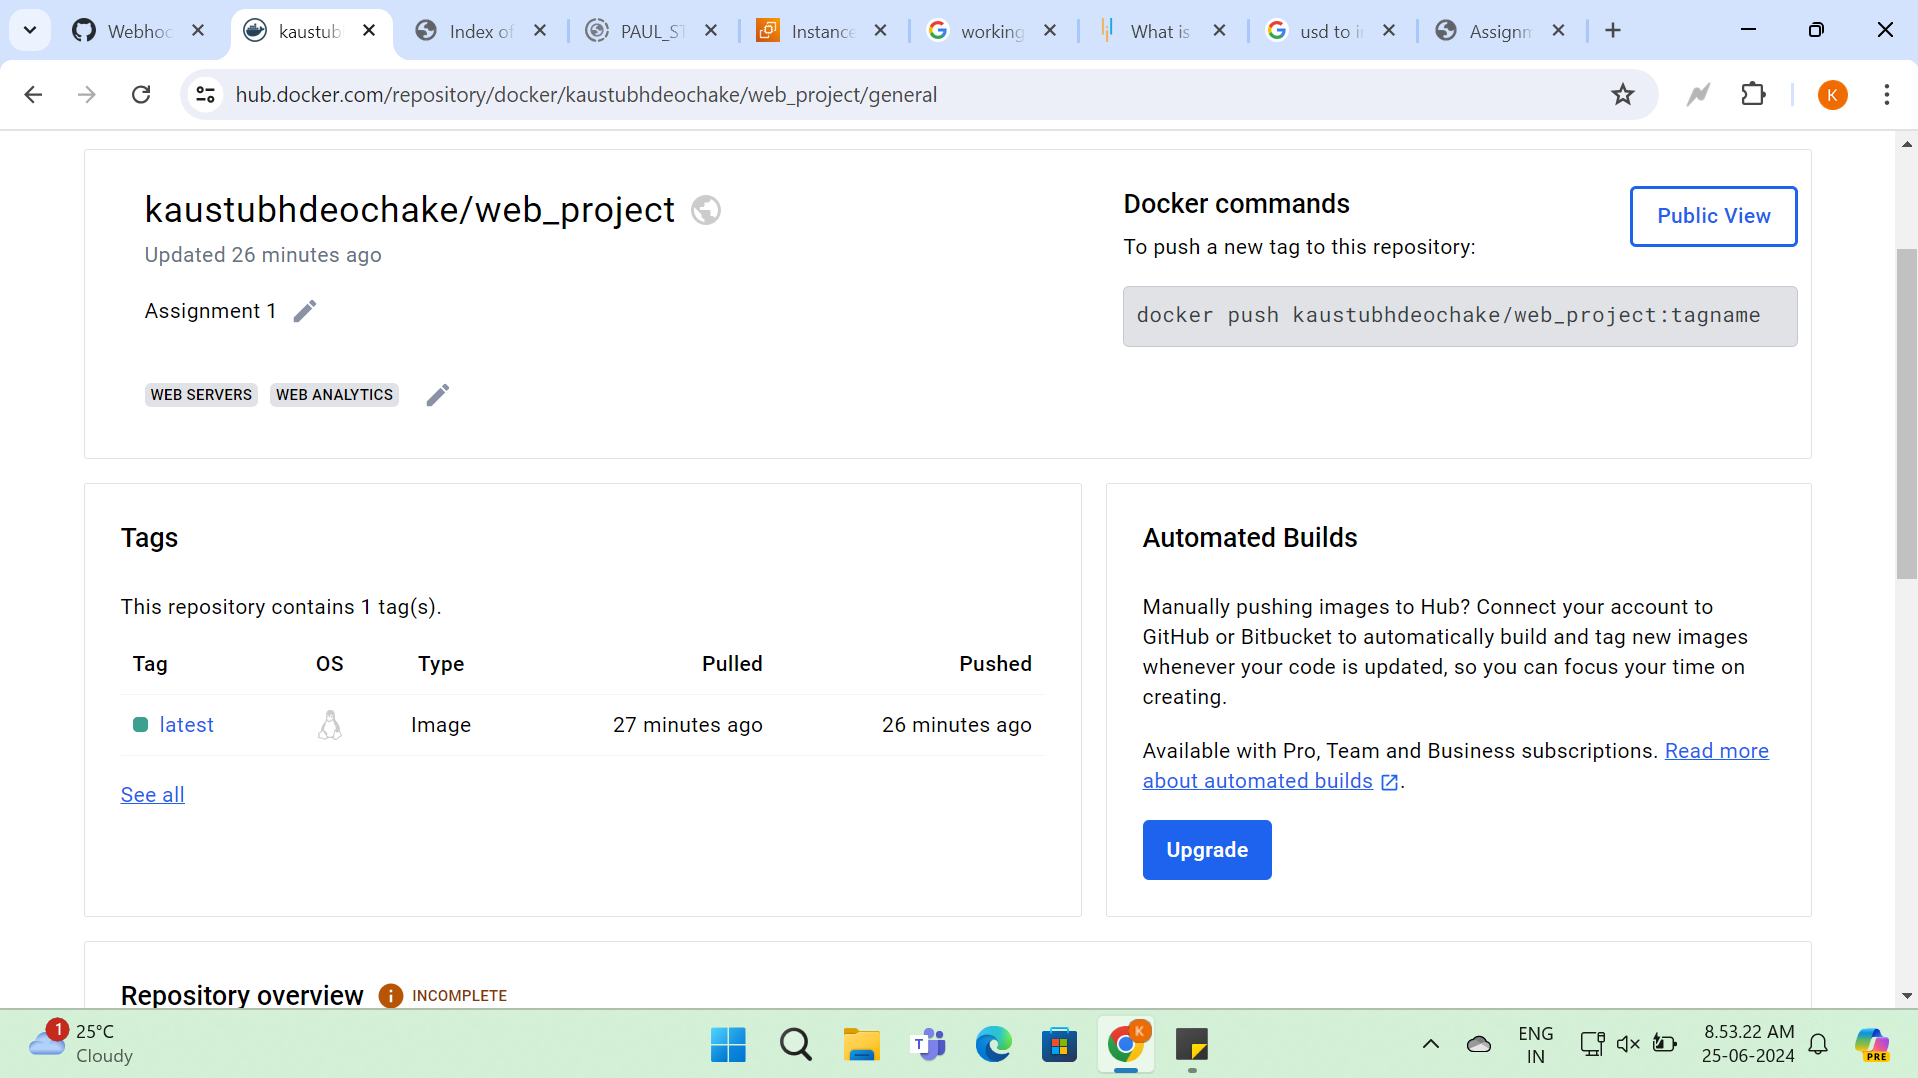 Webhoc
kaustub
Index of
PAUL_ST
Instance
working
What is
usd to i
Assignm
hub.docker.com/repository/docker/kaustubhdeochake/web_project/general
K
kaustubhdeochake/web_project
Updated 26 minutes ago
Assignment 1
WEB SERVERS WEB ANALYTICS
Docker commands
Public View
To push a new tag to this repository:
docker push kaustubhdeochake/web_project:tagname
Tags
This repository contains 1 tag(s).
Tag OS Type Pulled Pushed
latest Image 27 minutes ago 26 minutes ago
See all
Automated Builds
Manually pushing images to Hub? Connect your account to
GitHub or Bitbucket to automatically build and tag new images
whenever your code is updated, so you can focus your time on
creating.
Available with Pro, Team and Business subscriptions. Read more
about automated builds .
Upgrade
Repository overview INCOMPLETE
1
25°C
Cloudy
T
K
ENG
IN
8.53.22 AM
25-06-2024
PRE